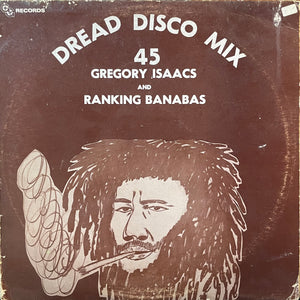 RECORDS
DREAD DISCO MIX
45
GREGORY ISAACS
AND
RANKING BANABAS